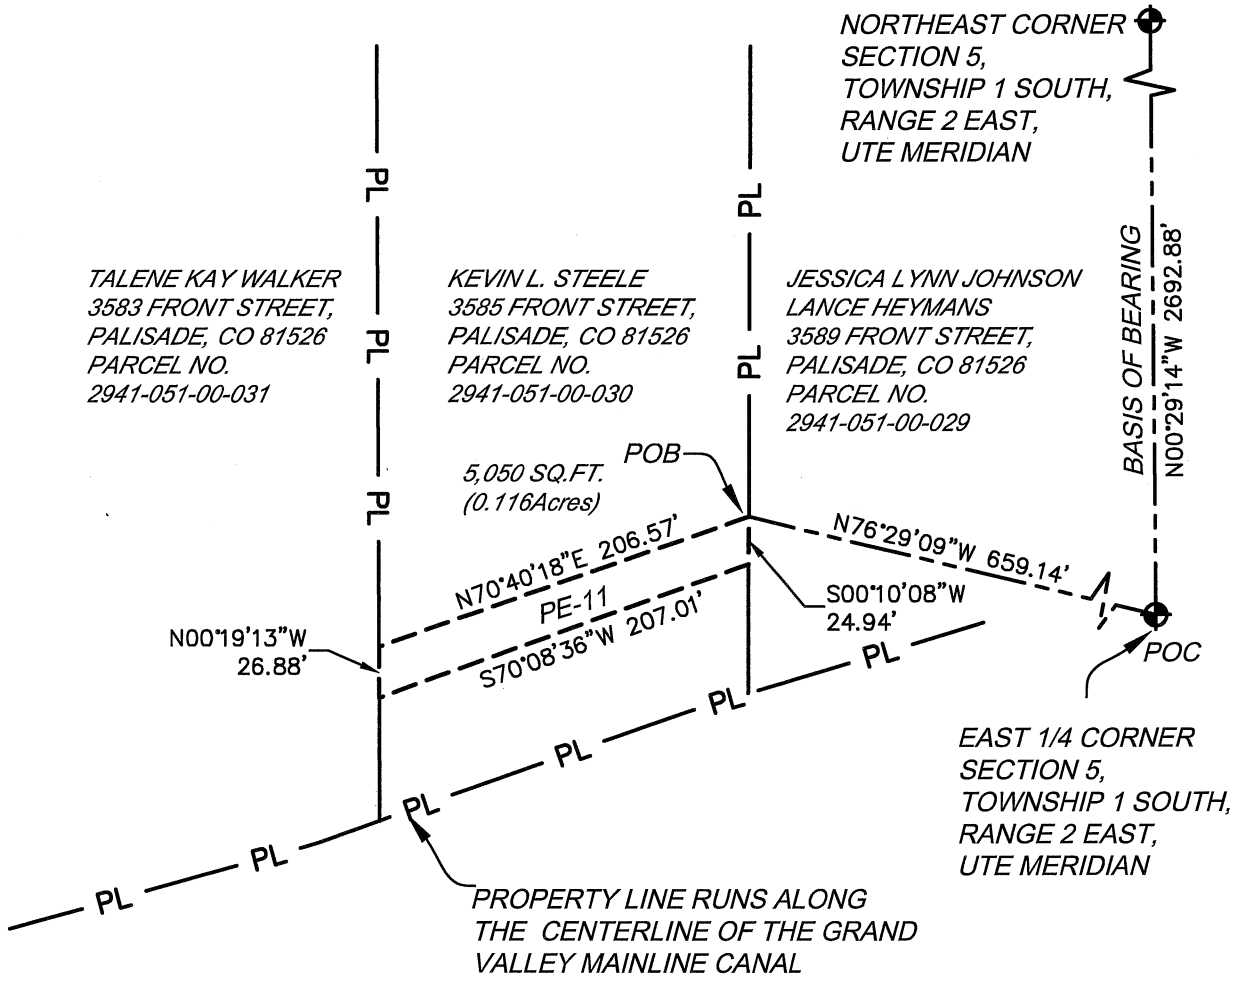 NORTHEAST CORNER
SECTION 5,
TOWNSHIP 1 SOUTH,
RANGE 2 EAST,
UTE MERIDIAN
PL
PL
TALENE KAY WALKER
3583 FRONT STREET,
PALISADE, CO 81526
PARCEL NO.
2941-051-00-031
KEVIN L. STEELE
3585 FRONT STREET,
PALISADE, CO 81526
PARCEL NO.
2941-051-00-030
JESSICA LYNN JOHNSON
LANCE HEYMANS
3589 FRONT STREET,
PALISADE, CO 81526
PARCEL NO.
2941-051-00-029
BASIS OF BEARING
N00°29'14"W 2692.88'
PL
PL
POB
5,050 SQ.FT.
(0.116Acres)
PL
N70°40'18"E 206.57'
N76°29'09"W 659.14'
PE-11
S70°08'36"W 207.01'
S00°10'08"W
24.94'
N00°19'13"W
26.88'
POC
PL
PL
PL
PL
PL
PL
EAST 1/4 CORNER
SECTION 5,
TOWNSHIP 1 SOUTH,
RANGE 2 EAST,
UTE MERIDIAN
PROPERTY LINE RUNS ALONG
THE CENTERLINE OF THE GRAND
VALLEY MAINLINE CANAL